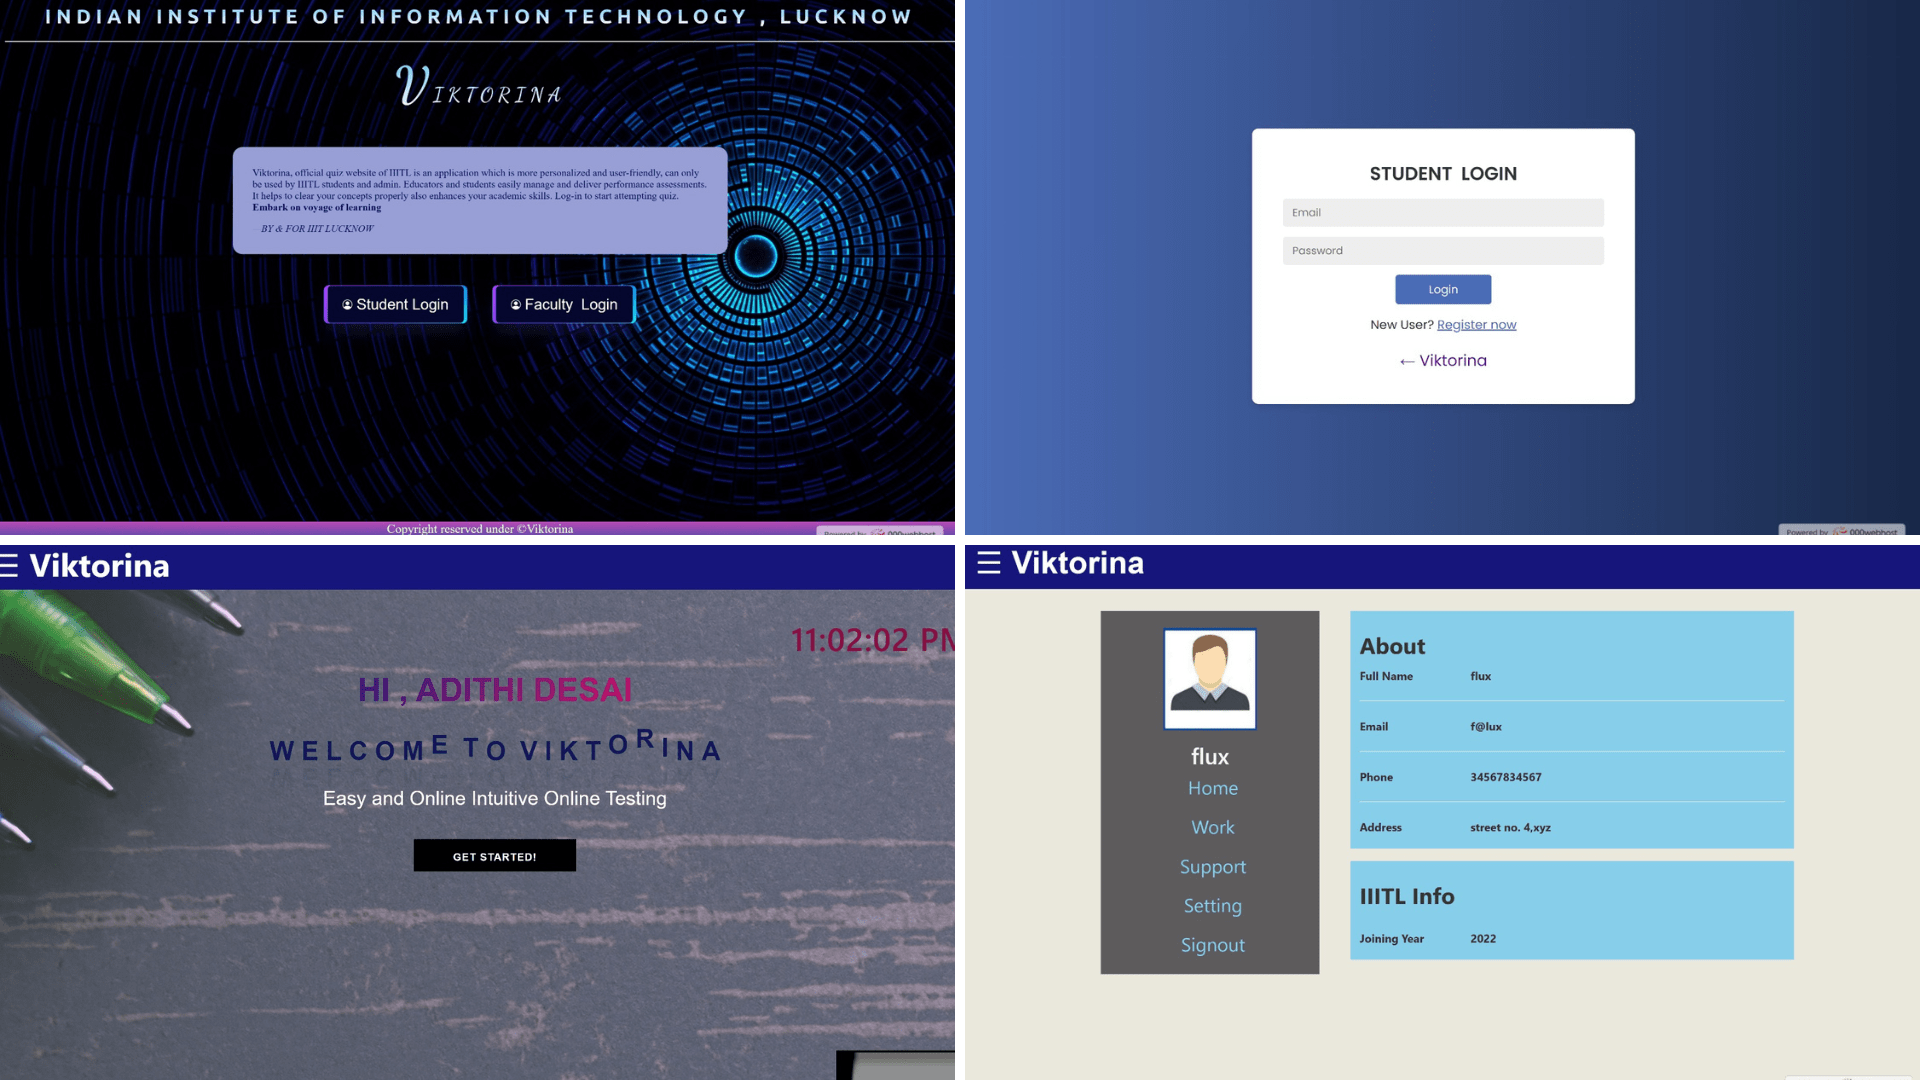 INDIAN INSTITUTE OF INFORMATION TECHNOLOGY , LUCKNOW
VIKTORINA
Viktorina, official quiz website of IIITL is an application which is more personalized and user-friendly, can only
be used by IIITL students and admin. Educators and students easily manage and deliver performance assessments.
It helps to clear your concepts properly also enhances your academic skills. Log-in to start attempting quiz.
Embark on voyage of learning
- BY & FOR IIIT LUCKNOW
Student Login
Faculty Login
Copyright reserved under ©Viktorina
Powered by 000webhost
STUDENT LOGIN
Email
Password
Login
New User? Register now
← Viktorina
Powered by 000webhost
☰ Viktorina
11:02:02 PM
HI , ADITHI DESAI
WELCOME TO VIKTORINA
Easy and Online Intuitive Online Testing
GET STARTED!
☰ Viktorina
flux
Home
Work
Support
Setting
Signout
About
Full Name flux
Email f@lux
Phone 34567834567
Address street no. 4,xyz
IIITL Info
Joining Year 2022